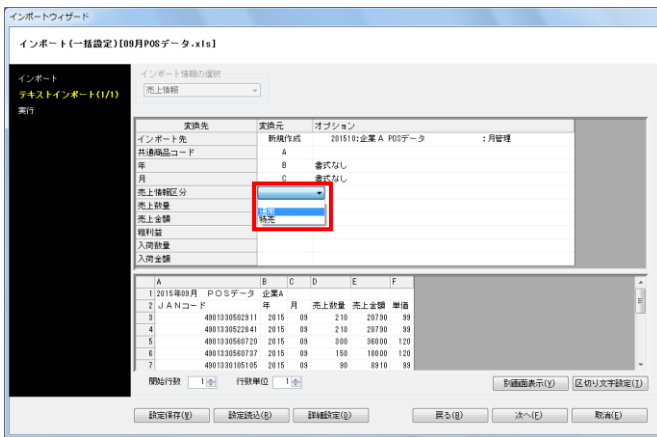 インポートウィザード
インポート(一括設定)[09月POSデータ.xls]
インポート
テキストインポート(1/1)
実行
インポート情報の選択
売上情報
変換先 変換元 オプション
インポート先 新規作成 201510:企業A POSデータ :月管理
共通商品コード A
年 B 書式なし
月 C 書式なし
売上情報区分
売上数量 通常
売上金額 特売
粗利益
入荷数量
入荷金額
A B C D E F
1 2015年09月 POSデータ 企業A
2 JANコード 年 月 売上数量 売上金額 単価
3 4901330502911 2015 09 210 20790 99
4 4901330522841 2015 09 210 20790 99
5 4901330560720 2015 09 300 36000 120
6 4901330560737 2015 09 150 18000 120
7 4901330101105 2015 09 90 8910 99
開始行数 1 行数単位 1 別画面表示(Y) 区切り文字設定(I)
設定保存(V) 設定読込(R) 詳細設定(D) 戻る(B) 次へ(F) 取消(E)